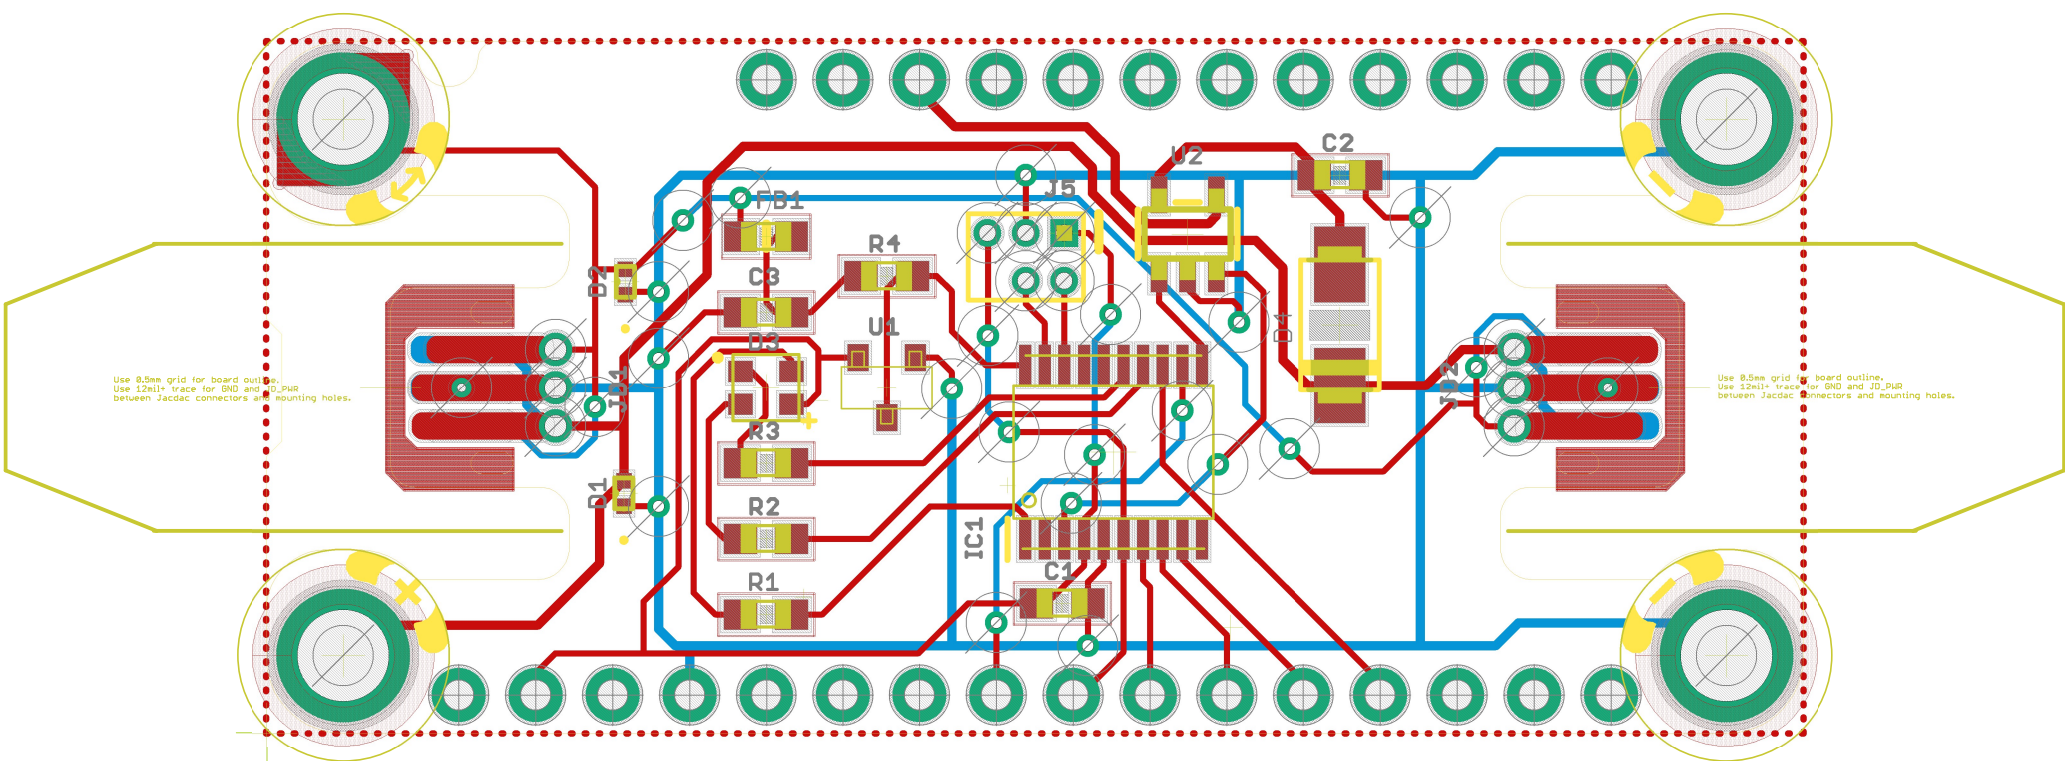 C2
U2
J5
FB1
R4
D2
C3
U1
D4
D3
Use 0.5mm grid for board outline.
Use 12mil+ trace for GND and JD_PWR
between Jacdac connectors and mounting holes.
JD1
JD2
Use 0.5mm grid for board outline.
Use 12mil+ trace for GND and JD_PWR
between Jacdac connectors and mounting holes.
+
R3
D1
R2
IC1
C1
R1